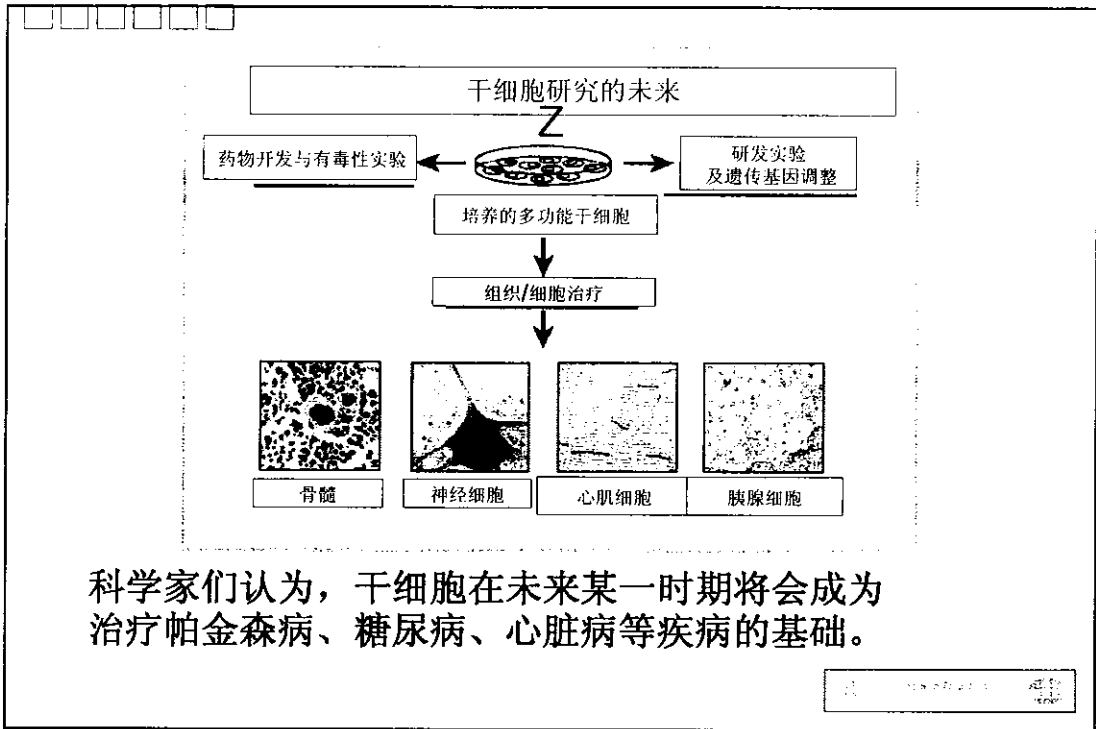 干细胞研究的未来
Z
药物开发与有毒性实验
研发实验
及遗传基因调整
培养的多功能干细胞
组织/细胞治疗
骨髓
神经细胞
心肌细胞
胰腺细胞
科学家们认为，干细胞在未来某一时期将会成为
治疗帕金森病、糖尿病、心脏病等疾病的基础。